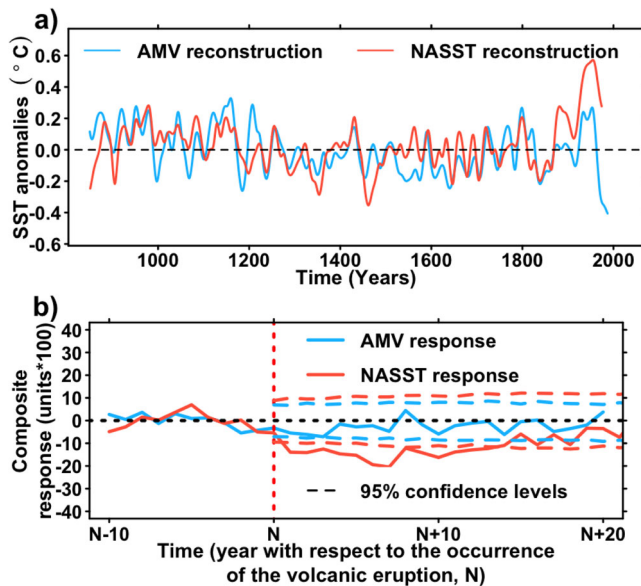 a)
SST anomalies (°C)
0.6
0.4
0.2
0.0
-0.2
-0.4
-0.6
AMV reconstruction
NASST reconstruction
1000 1200 1400 1600 1800 2000
Time (Years)
b)
Composite
response (units*100)
40
30
20
10
0
-10
-20
-30
-40
AMV response
NASST response
95% confidence levels
N-10 N N+10 N+20
Time (year with respect to the occurrence
of the volcanic eruption, N)